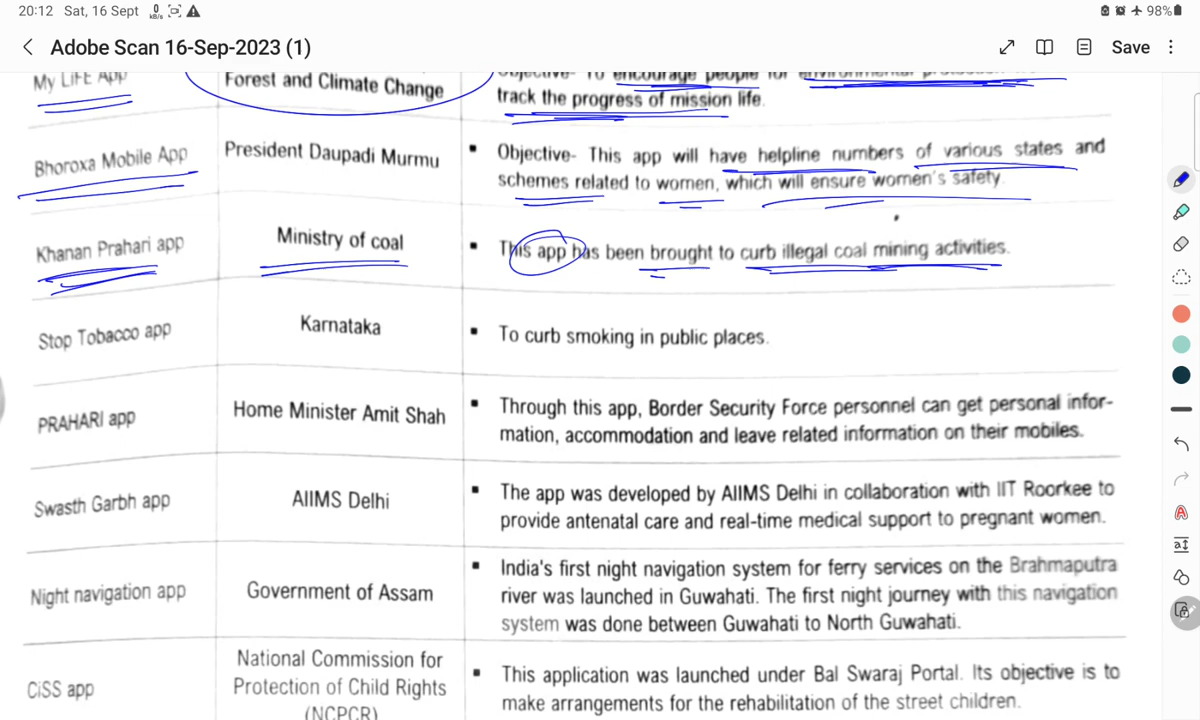 20:12 Sat, 16 Sept 0 kB/s 98%
Adobe Scan 16-Sep-2023 (1) Save
My LiFE App
Forest and Climate Change
Objective- To encourage people for environmental
track the progress of mission life.
Bhoroxa Mobile App
President Daupadi Murmu
▪ Objective- This app will have helpline numbers of various states and
schemes related to women, which will ensure women's safety.
Khanan Prahari app
Ministry of coal
▪ This app has been brought to curb illegal coal mining activities.
Stop Tobacco app
Karnataka
▪ To curb smoking in public places.
PRAHARI app
Home Minister Amit Shah
▪ Through this app, Border Security Force personnel can get personal infor-
mation, accommodation and leave related information on their mobiles.
Swasth Garbh app
AIIMS Delhi
▪ The app was developed by AIIMS Delhi in collaboration with IIT Roorkee to
provide antenatal care and real-time medical support to pregnant women.
Night navigation app
Government of Assam
▪ India's first night navigation system for ferry services on the Brahmaputra
river was launched in Guwahati. The first night journey with this navigation
system was done between Guwahati to North Guwahati.
CiSS app
National Commission for
Protection of Child Rights
(NCPCR)
▪ This application was launched under Bal Swaraj Portal. Its objective is to
make arrangements for the rehabilitation of the street children.